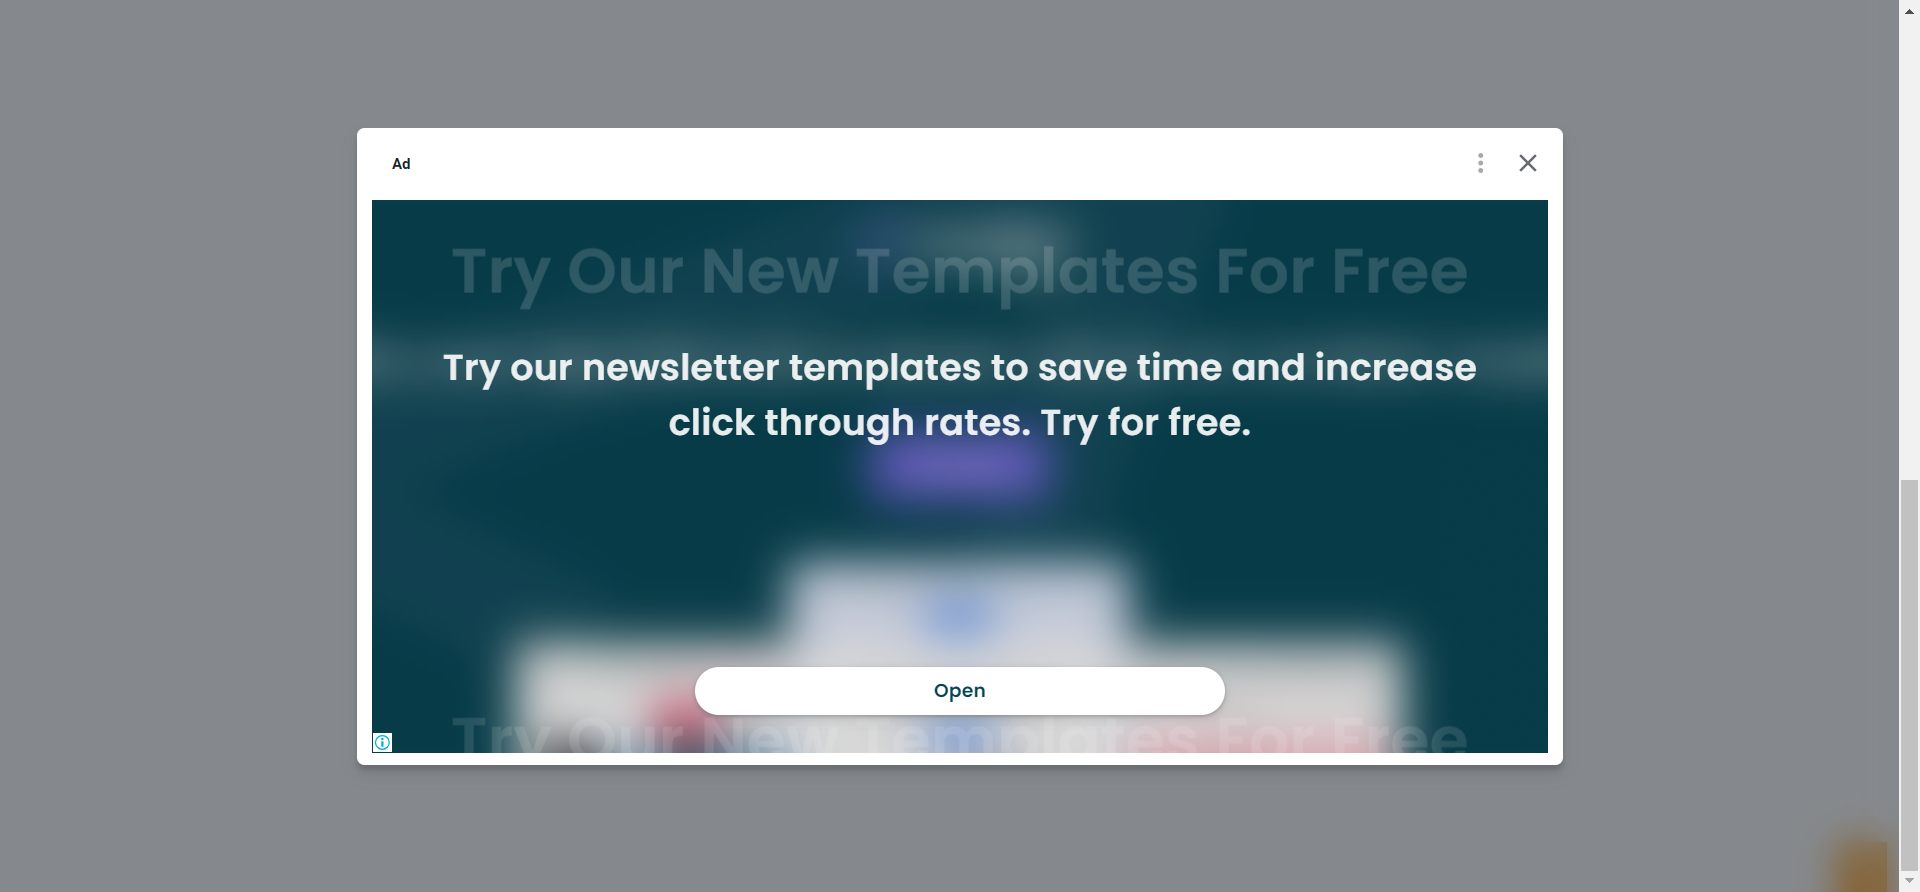 Ad
Try Our New Templates For Free
Try our newsletter templates to save time and increase
click through rates. Try for free.
Open
Try Our New Templates For Free